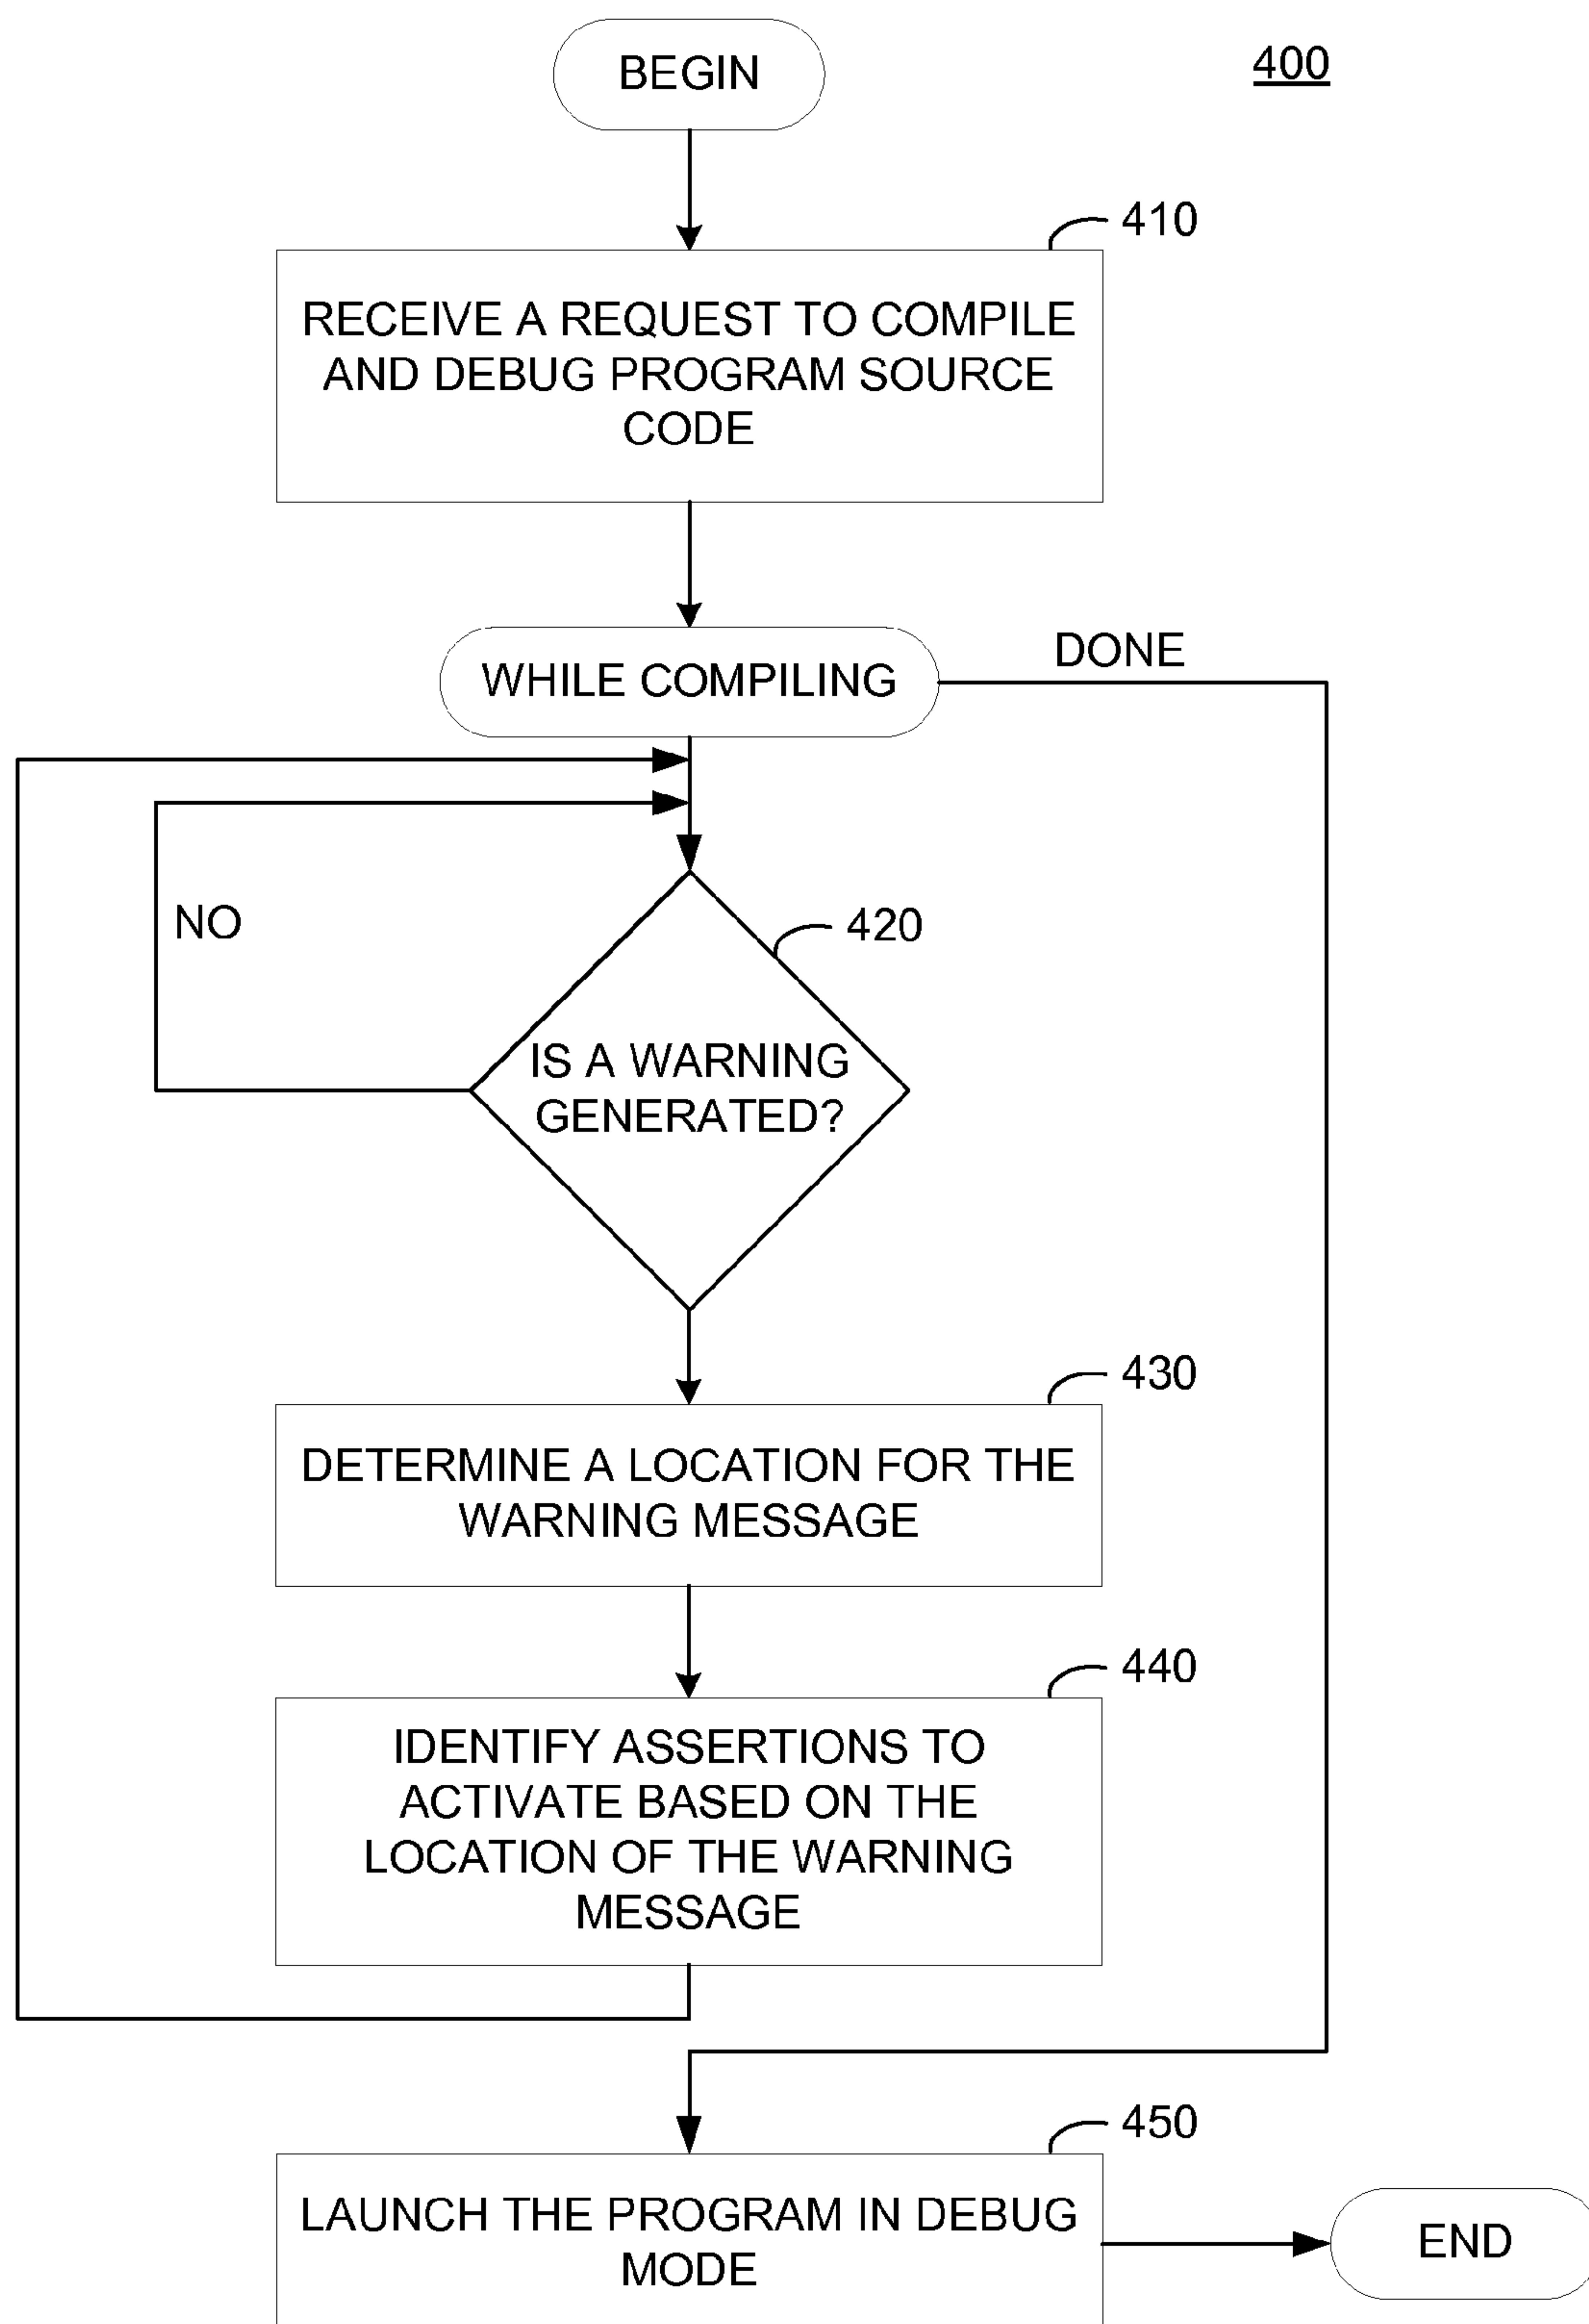 BEGIN
400
410
RECEIVE A REQUEST TO COMPILE
AND DEBUG PROGRAM SOURCE
CODE
WHILE COMPILING
DONE
NO
420
IS A WARNING
GENERATED?
430
DETERMINE A LOCATION FOR THE
WARNING MESSAGE
440
IDENTIFY ASSERTIONS TO
ACTIVATE BASED ON THE
LOCATION OF THE WARNING
MESSAGE
450
LAUNCH THE PROGRAM IN DEBUG
MODE
END